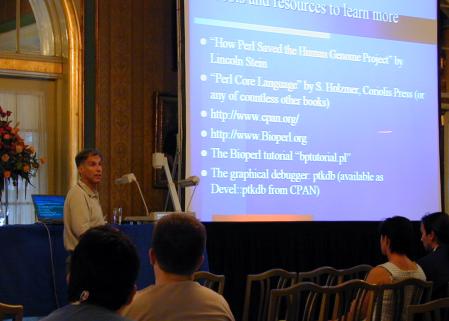 and resources to learn more
• "How Perl Saved the Human Genome Project" by
Lincoln Stein
• "Perl Core Language" by S. Holzner, Coriolis Press (or
any of countless other books)
• http://www.cpan.org/
• http://www.Bioperl.org
• The Bioperl tutorial "bptutorial.pl"
• The graphical debugger: ptkdb (available as
Devel::ptkdb from CPAN)